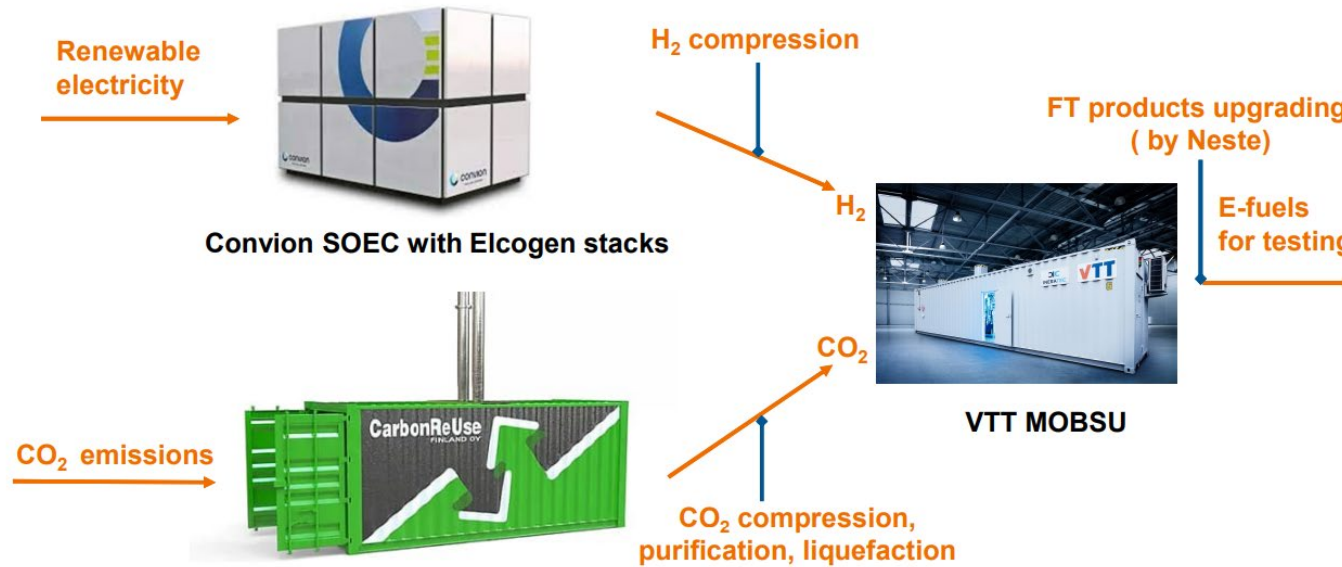 Renewable
electricity
convion
convion
Convion SOEC with Elcogen stacks
H₂ compression
H₂
FT products upgrading
( by Neste)
E-fuels
for testing
VTT
VTT MOBSU
CO₂ emissions
CarbonReUse
FINLAND OY
CO₂
CO₂ compression,
purification, liquefaction